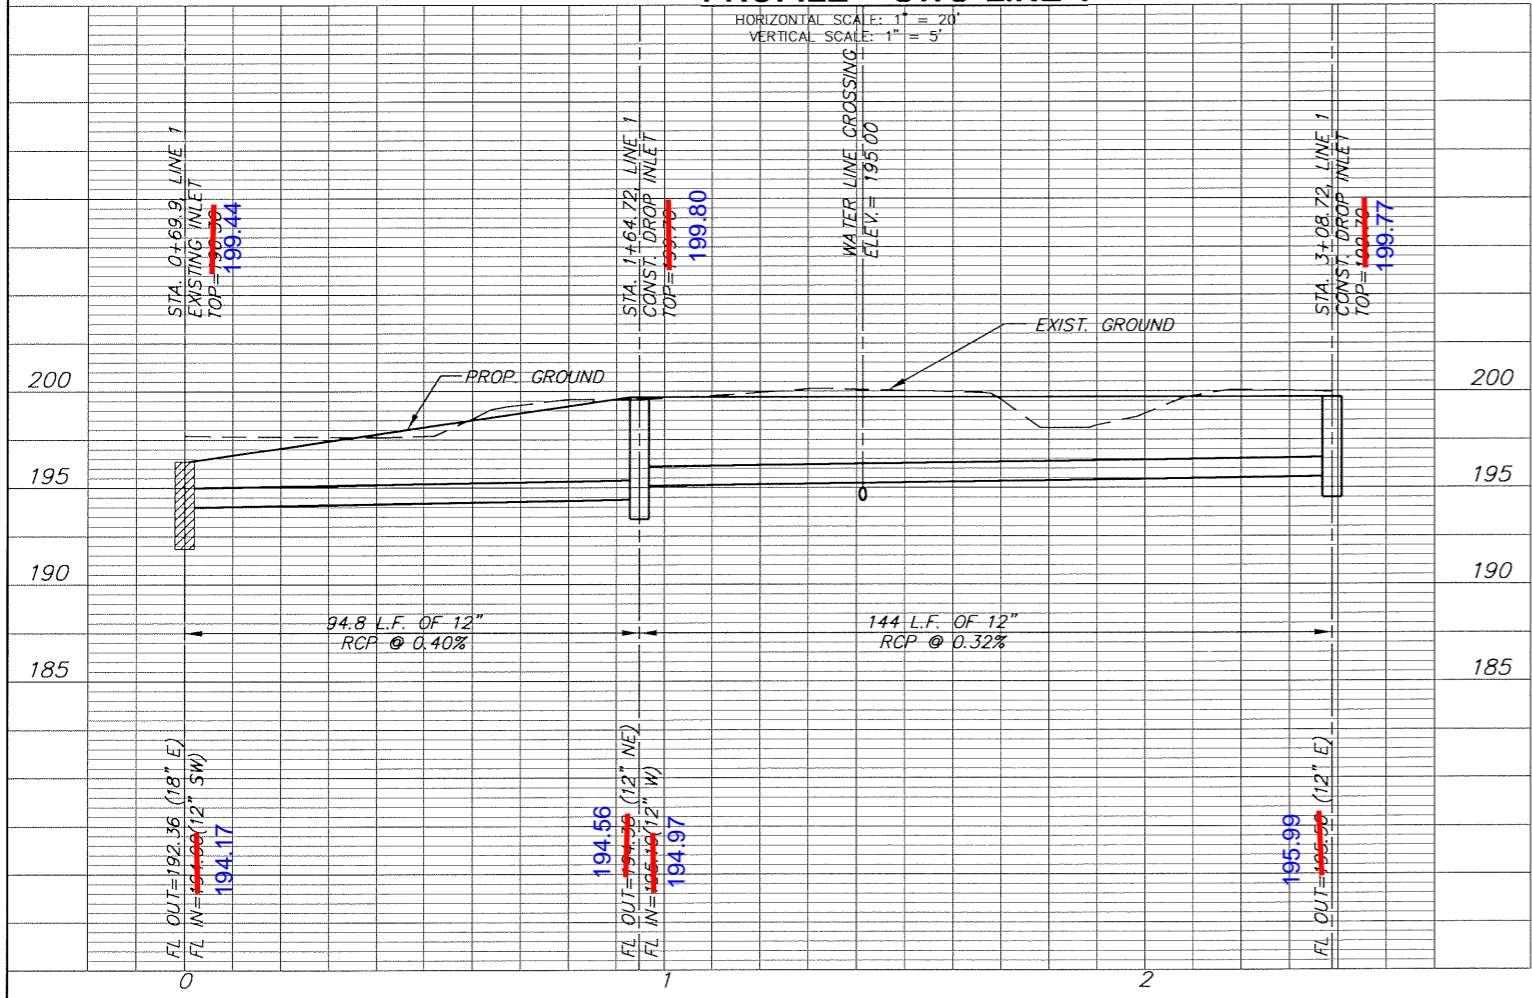 HORIZONTAL SCALE: 1" = 20'
VERTICAL SCALE: 1" = 5'
STA. 0+69.9, LINE 1
EXISTING INLET
TOP=
199.44
STA. 1+64.72, LINE 1
CONST. DROP INLET
TOP=
199.80
WATER LINE CROSSING
ELEV.= 195.00
STA. 3+08.72, LINE 1
CONST. DROP INLET
TOP=
199.77
EXIST. GROUND
PROP. GROUND
200
200
195
195
190
190
94.8 L.F. OF 12"
RCP @ 0.40%
144 L.F. OF 12"
RCP @ 0.32%
185
185
FL OUT=192.36 (18" E)
FL IN= (12" SW)
194.17
194.56
FL OUT= (12" NE)
FL IN= (12" W)
194.97
195.99
FL OUT= (12" E)
0
1
2